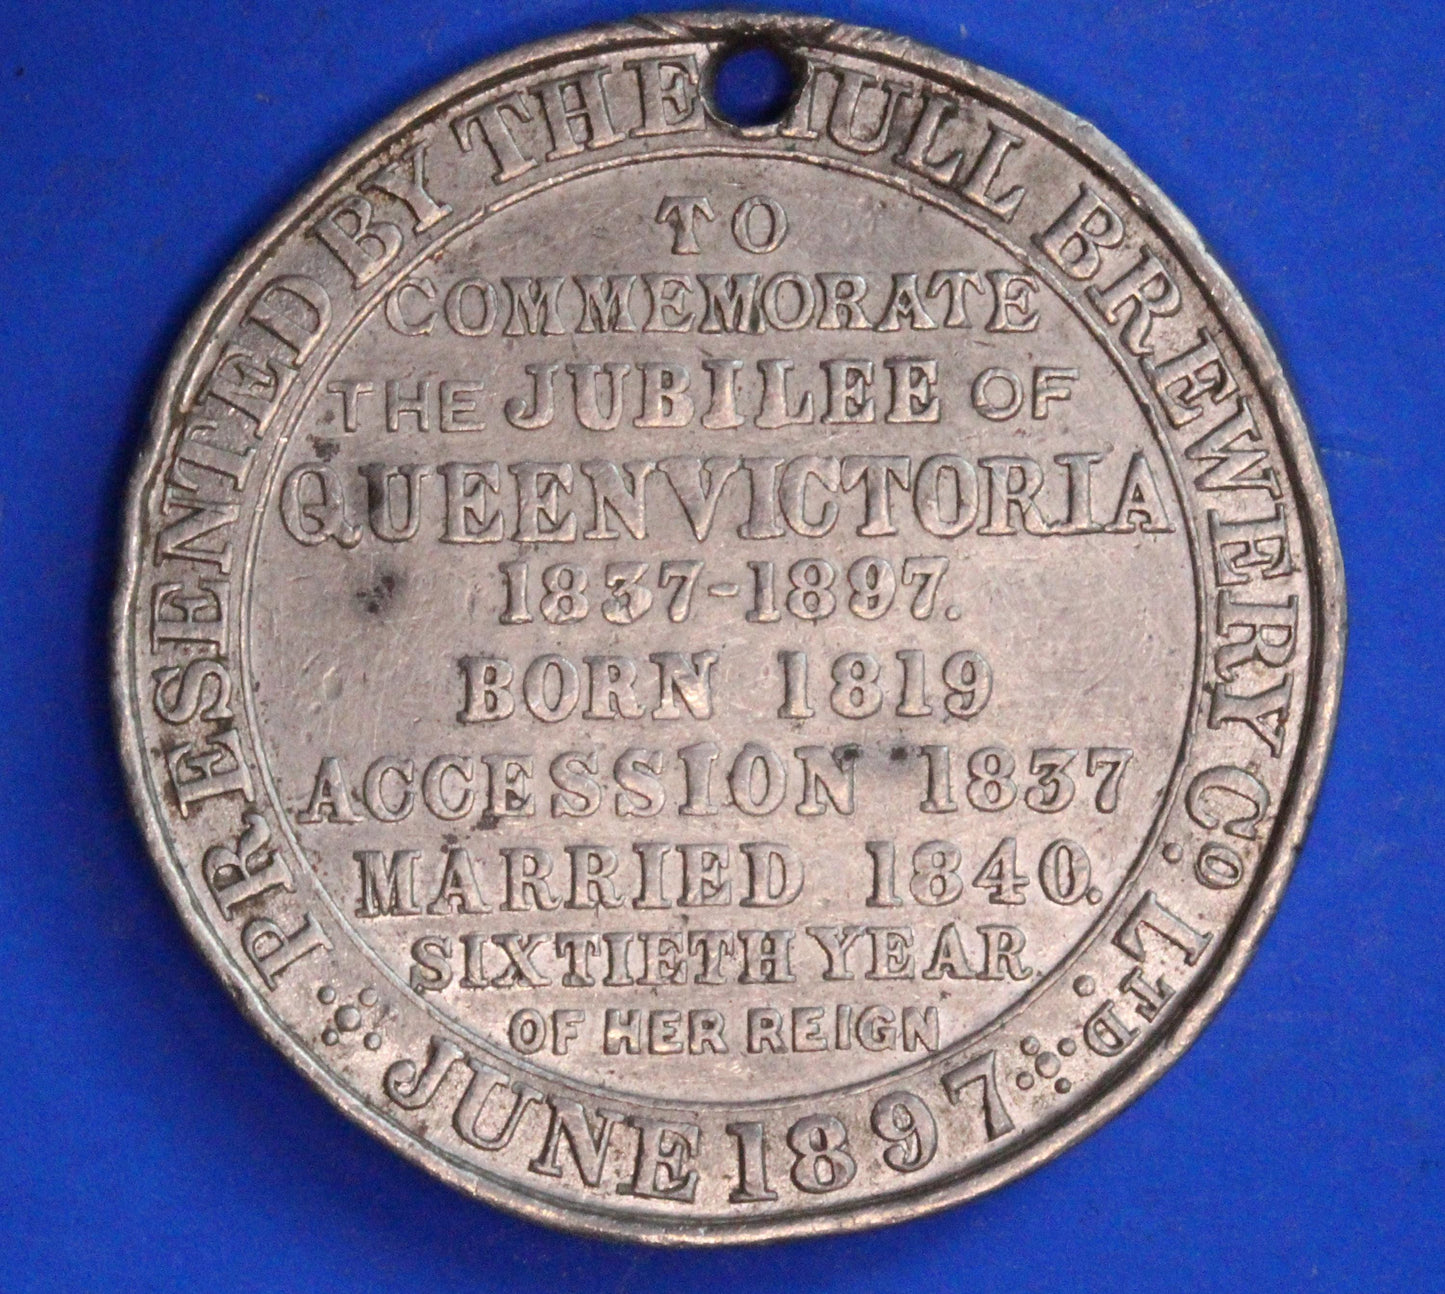 PRESENTED BY THE HULL BREWERY Co. LTD.
TO
COMMEMORATE
THE JUBILEE OF
QUEEN VICTORIA
1837-1897.
BORN 1819
ACCESSION 1837
MARRIED 1840.
SIXTIETH YEAR
OF HER REIGN
JUNE 1897